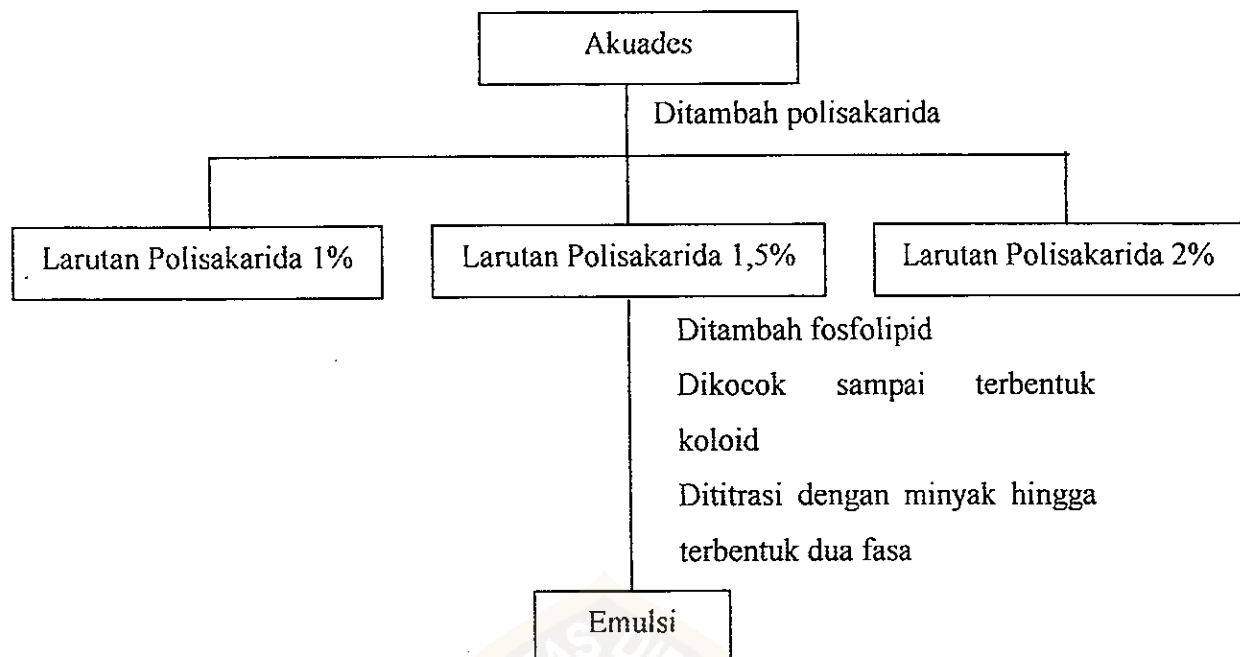 Akuades
Ditambah polisakarida
Larutan Polisakarida 1%
Larutan Polisakarida 1,5%
Larutan Polisakarida 2%
Ditambah fosfolipid
Dikocok sampai terbentuk
koloid
Dititrasi dengan minyak hingga
terbentuk dua fasa
Emulsi